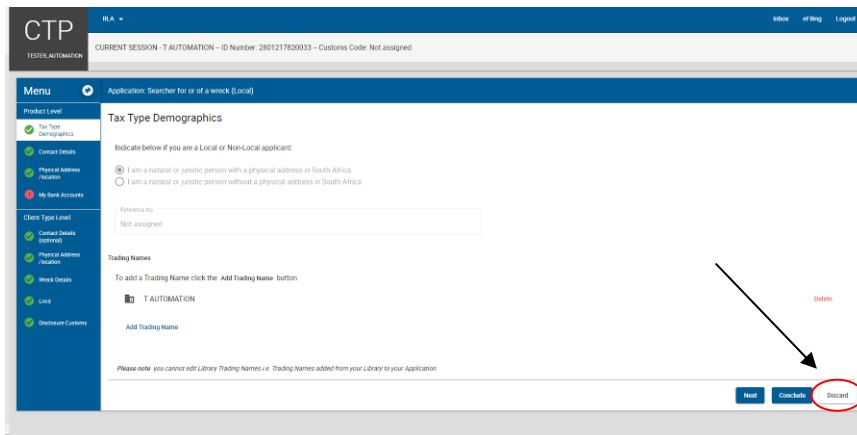 CTP
TESTER, AUTOMATION
RLA
Inbox eFiling Logout
CURRENT SESSION - T AUTOMATION – ID Number: 2801217820033 – Customs Code: Not assigned
Menu
Product Level
Tax Type
Demographics
Contact Details
Physical Address
/location
My Bank Accounts
Client Type Level
Contact Details
(optional)
Physical Address
/location
Wreck Details
Limit
Disclosure Customs
Application: Searcher for or of a wreck (Local)
Tax Type Demographics
Indicate below if you are a Local or Non-Local applicant:
I am a natural or juristic person with a physical address in South Africa
I am a natural or juristic person without a physical address in South Africa
Reference No.
Not assigned
Trading Names
To add a Trading Name click the Add Trading Name button
T AUTOMATION
Delete
Add Trading Name
Please note you cannot edit Library Trading Names i.e. Trading Names added from your Library to your Application
Next Conclude Discard